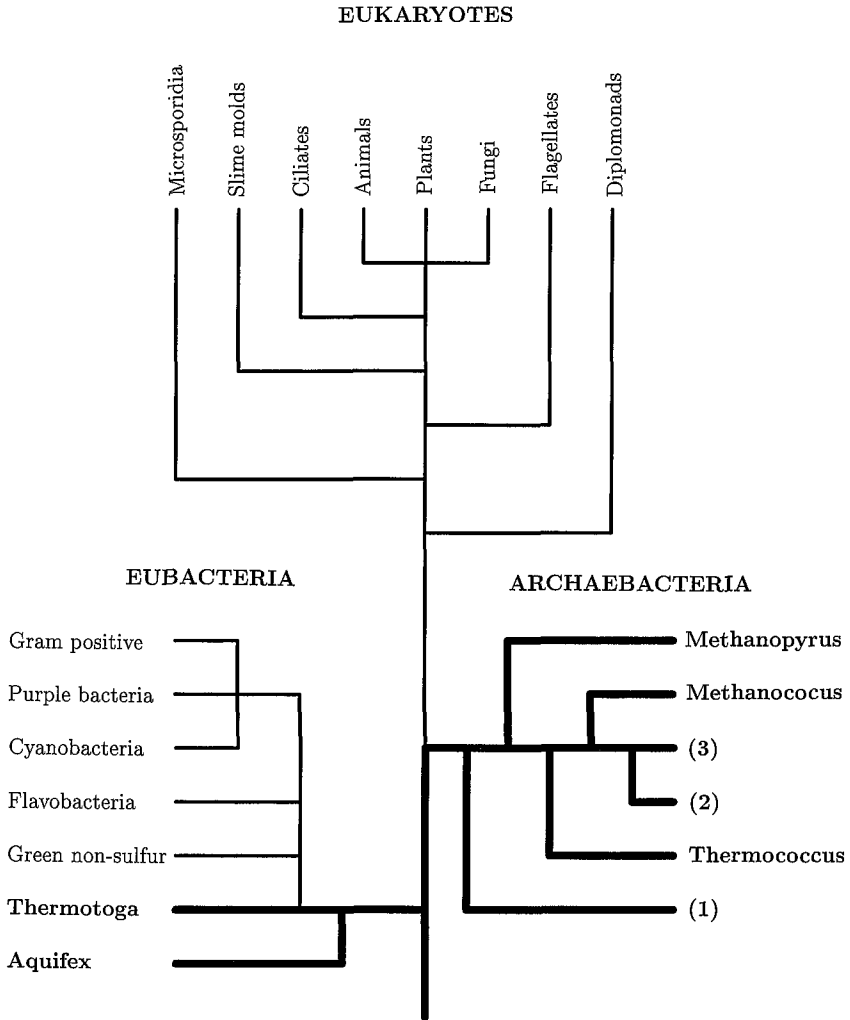 EUKARYOTES
Microsporidia
Slime molds
Ciliates
Animals
Plants
Fungi
Flagellates
Diplomonads
EUBACTERIA
Gram positive
Purple bacteria
Cyanobacteria
Flavobacteria
Green non-sulfur
Thermotoga
Aquifex
ARCHAEBACTERIA
Methanopyrus
Methanococus
(3)
(2)
Thermococcus
(1)